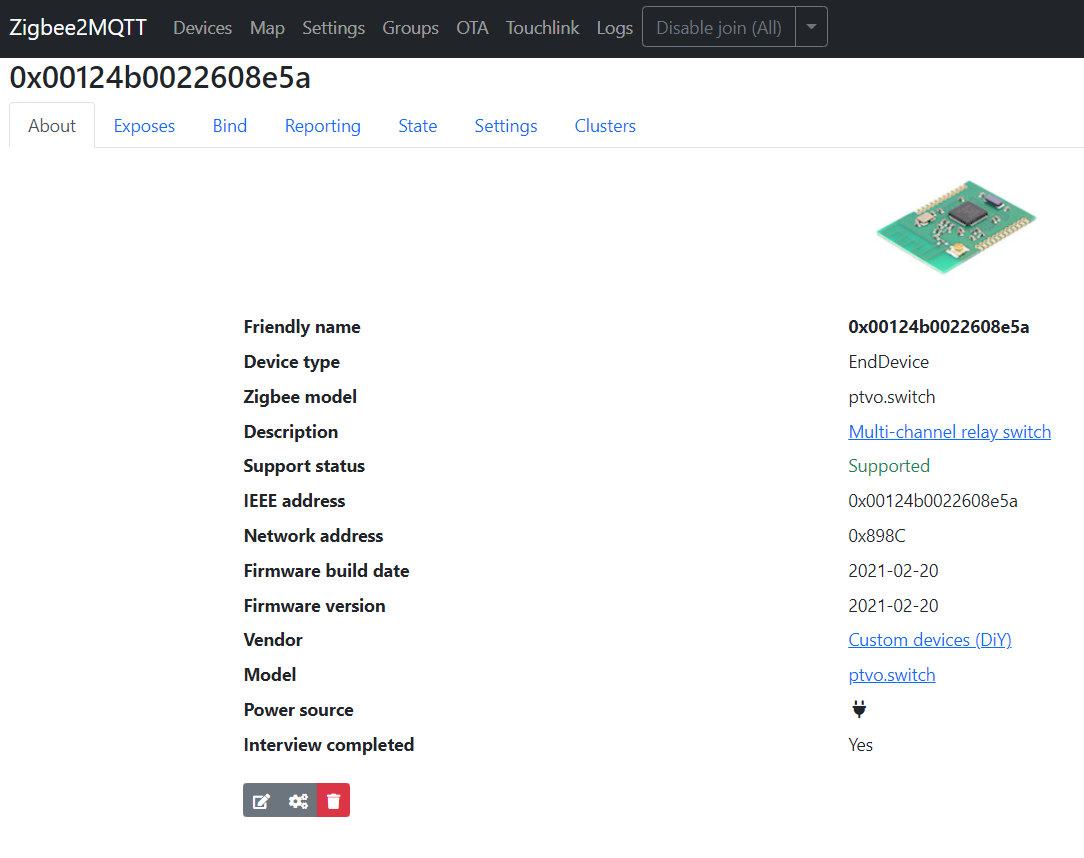 Zigbee2MQTT Devices Map Settings Groups OTA Touchlink Logs Disable join (All)
0x00124b0022608e5a
About Exposes Bind Reporting State Settings Clusters
Friendly name 0x00124b0022608e5a
Device type EndDevice
Zigbee model ptvo.switch
Description Multi-channel relay switch
Support status Supported
IEEE address 0x00124b0022608e5a
Network address 0x898C
Firmware build date 2021-02-20
Firmware version 2021-02-20
Vendor Custom devices (DiY)
Model ptvo.switch
Power source
Interview completed Yes